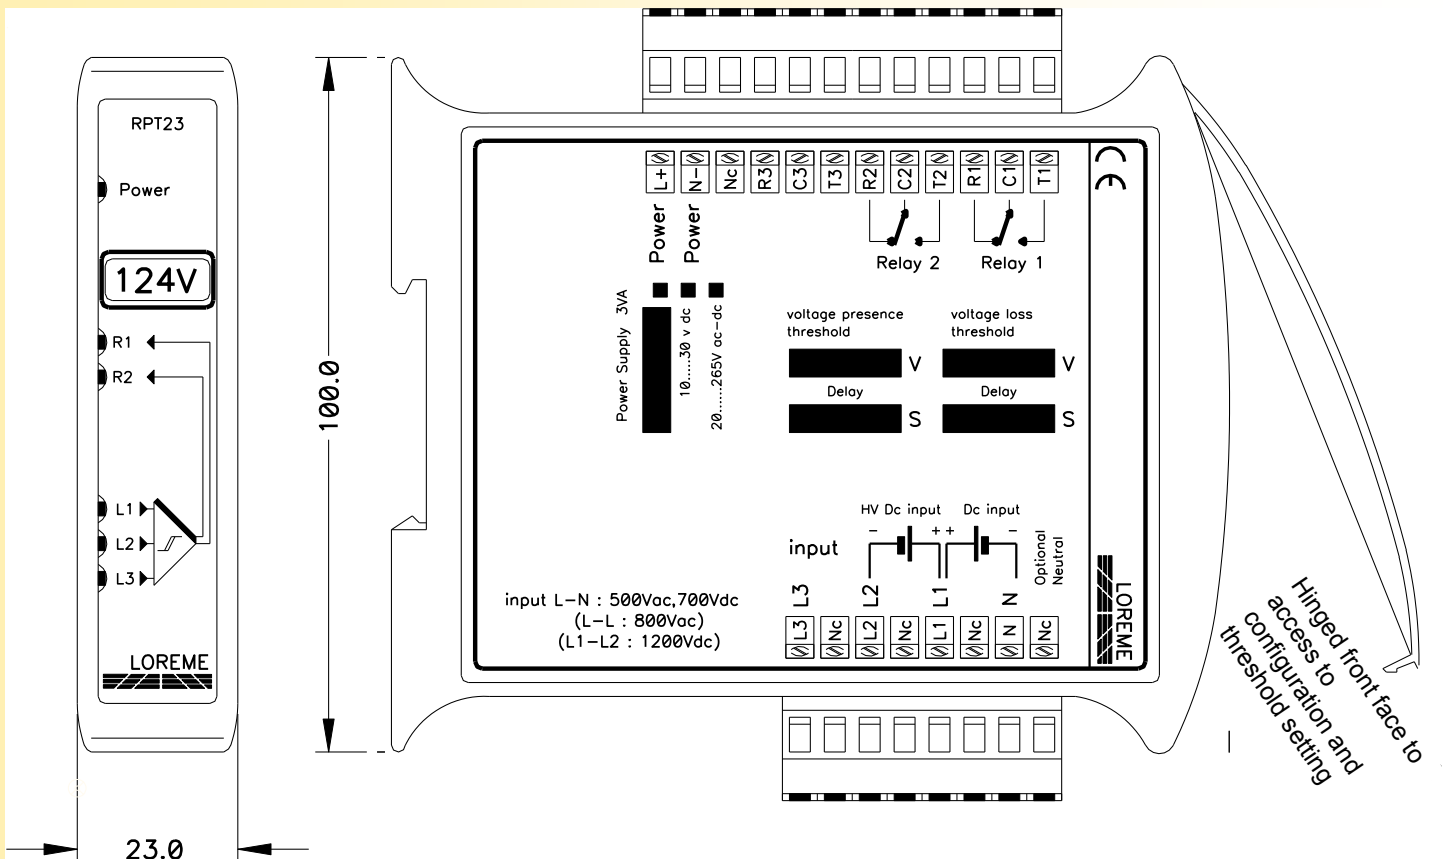 RPT23
Power
124V
R1
R2
L1
L2
L3
LOREME
23.0
100.0
L+
N-
Nc
R3
C3
T3
R2
C2
T2
R1
C1
T1
CE
Power
Power
Relay 2
Relay 1
Power Supply 3VA
10.....30 v dc
20......265V ac-dc
voltage presence
threshold
V
Delay
S
voltage loss
threshold
V
Delay
S
HV Dc input
Dc input
- + + -
input
Optional
Neutral
L3
L2
L1
N
input L-N : 500Vac,700Vdc
(L-L : 800Vac)
(L1-L2 : 1200Vdc)
L3
Nc
L2
Nc
L1
Nc
N
Nc
LOREME
Hinged front face to
access to
configuration and
threshold setting